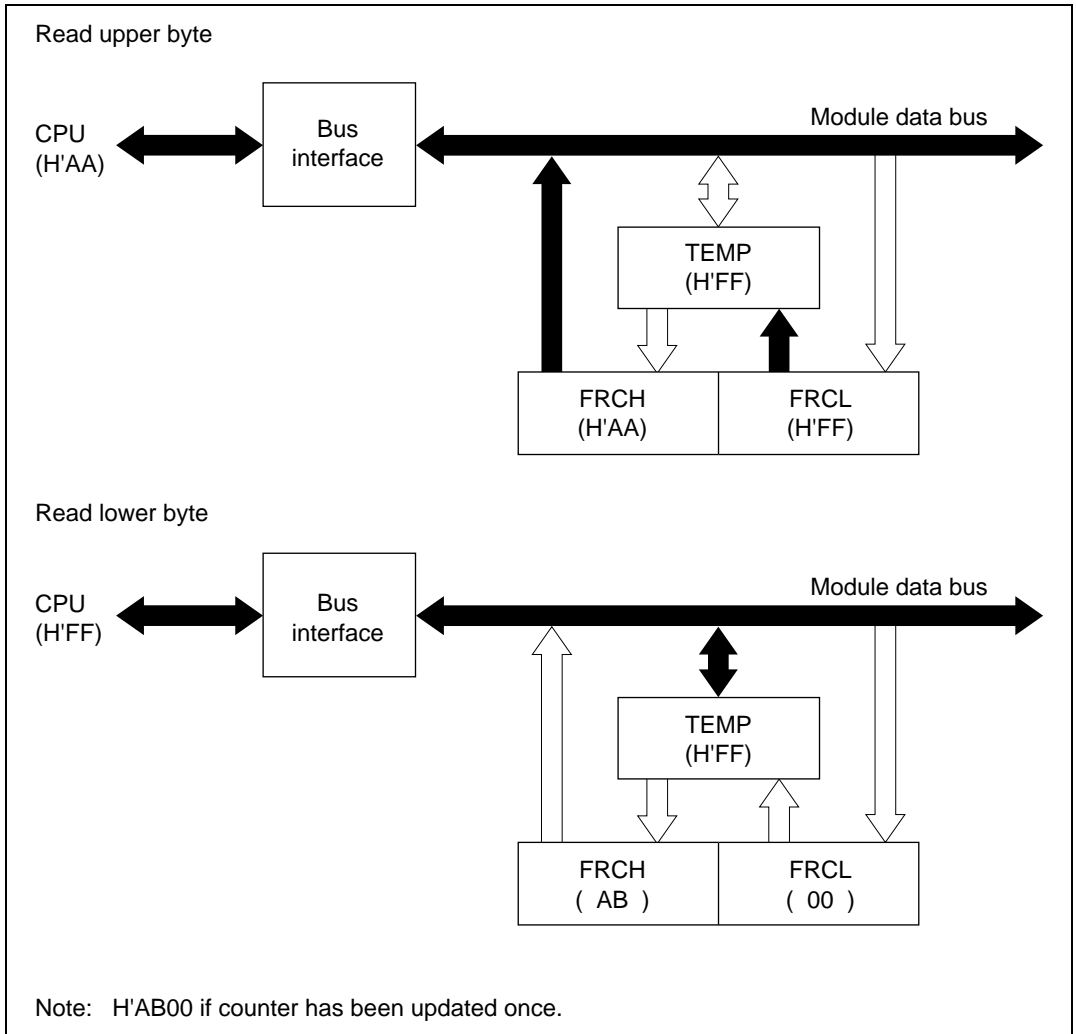 Read upper byte
Module data bus
CPU
(H'AA)
Bus
interface
TEMP
(H'FF)
FRCH
(H'AA)
FRCL
(H'FF)
Read lower byte
Module data bus
CPU
(H'FF)
Bus
interface
TEMP
(H'FF)
FRCH
( AB )
FRCL
( 00 )
Note: H'AB00 if counter has been updated once.